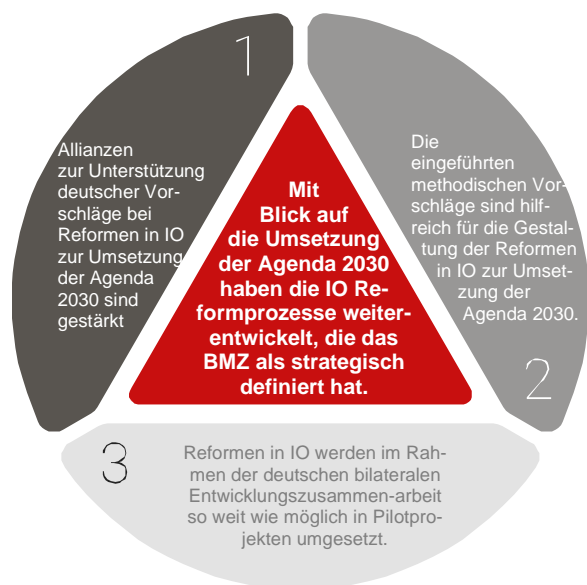 1
Allianzen
zur Unterstützung
deutscher Vor-
schläge bei
Reformen in IO
zur Umsetzung
der Agenda
2030 sind
gestärkt
Mit
Blick auf
die Umsetzung
der Agenda 2030
haben die IO Re-
formprozesse weiter-
entwickelt, die das
BMZ als strategisch
definiert hat.
Die
eingeführten
methodischen Vor-
schläge sind hilf-
reich für die Gestal-
tung der Reformen
in IO zur Umset-
zung der
Agenda 2030.
2
3
Reformen in IO werden im Rah-
men der deutschen bilateralen
Entwicklungszusammen-arbeit
so weit wie möglich in Pilotpro-
jekten umgesetzt.